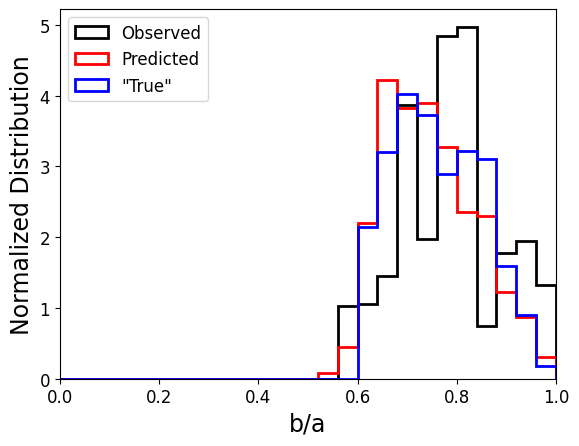 Observed
Predicted
"True"
Normalized Distribution
5
4
3
2
1
0
0.0 0.2 0.4 0.6 0.8 1.0
b/a